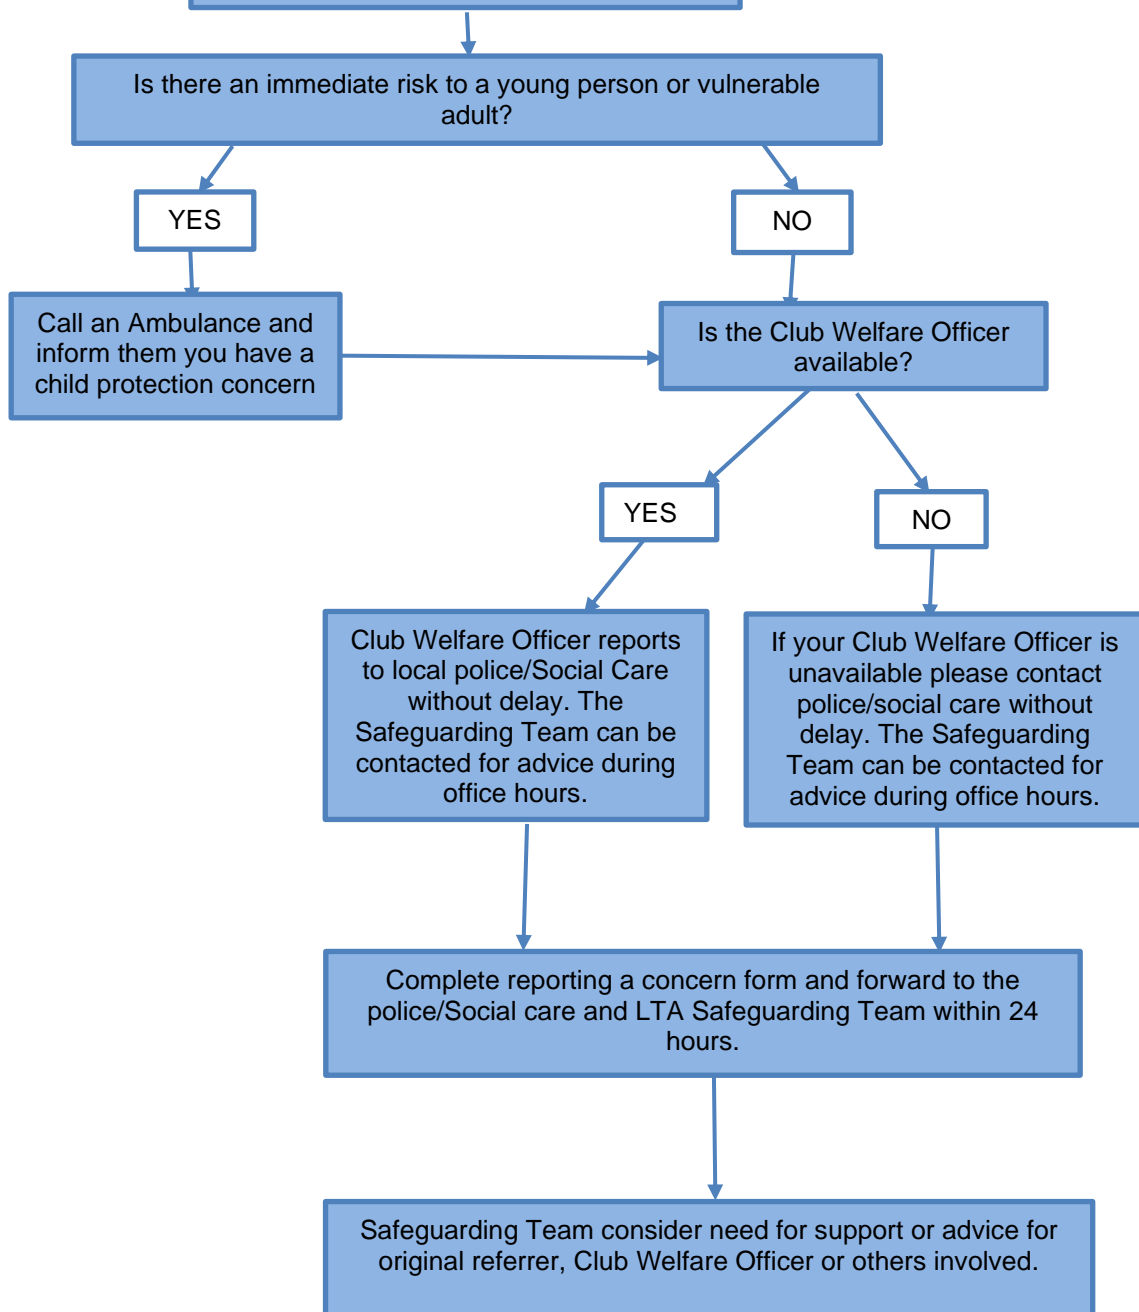 Is there an immediate risk to a young person or vulnerable
adult?
YES
NO
Call an Ambulance and
inform them you have a
child protection concern
Is the Club Welfare Officer
available?
YES
NO
Club Welfare Officer reports
to local police/Social Care
without delay. The
Safeguarding Team can be
contacted for advice during
office hours.
If your Club Welfare Officer is
unavailable please contact
police/social care without
delay. The Safeguarding
Team can be contacted for
advice during office hours.
Complete reporting a concern form and forward to the
police/Social care and LTA Safeguarding Team within 24
hours.
Safeguarding Team consider need for support or advice for
original referrer, Club Welfare Officer or others involved.